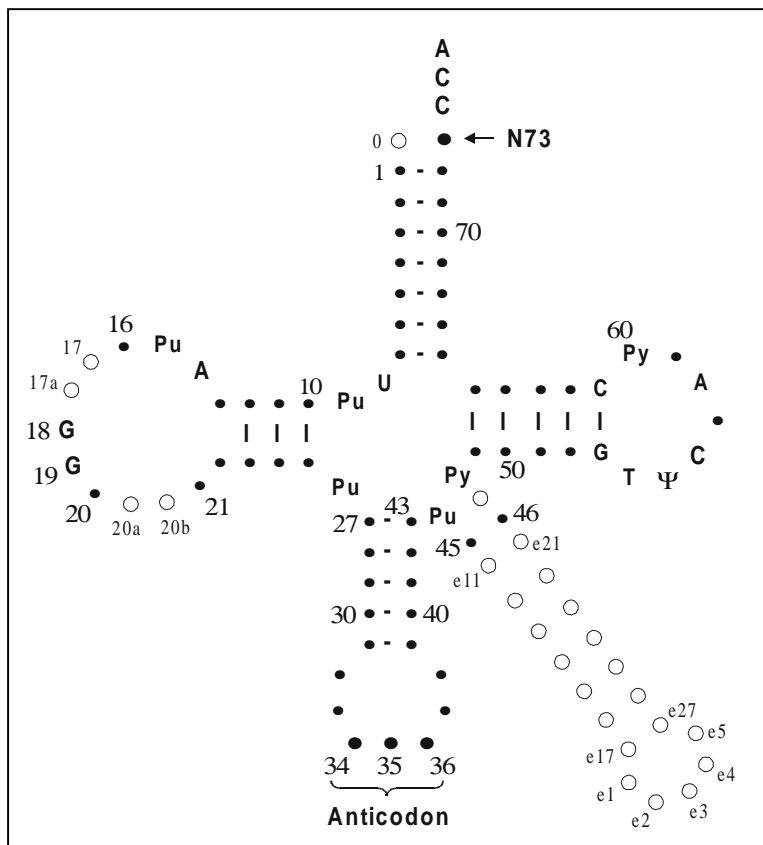 A
C
C
0 N73
1
70
60
16 Py
17 Pu A
17a A 10 U C
18 G Pu
19 G G C
20 21 Pu Py 50 T Ψ
20a 20b 27 43 Pu 46
45 e21
e11
30 40
e27
e5
e17 e4
34 35 36 e1 e3
e2
Anticodon